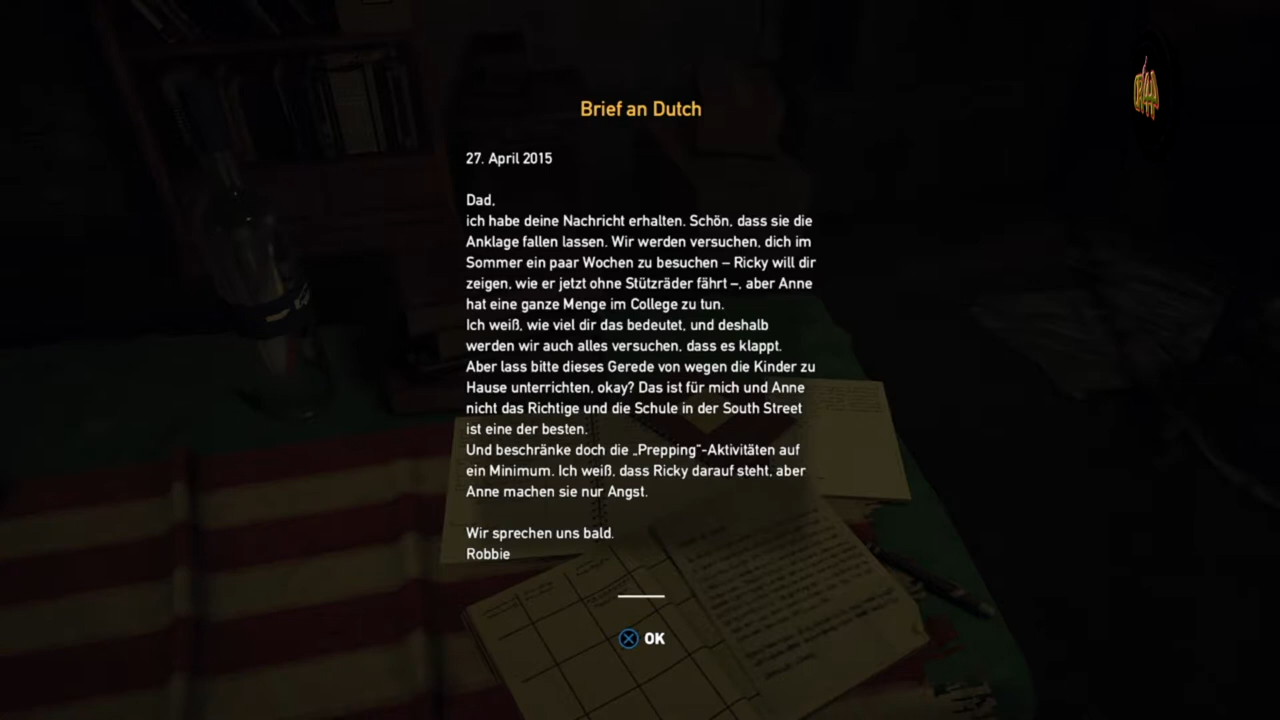 Brief an Dutch
27. April 2015
Dad,
ich habe deine Nachricht erhalten. Schön, dass sie die
Anklage fallen lassen. Wir werden versuchen, dich im
Sommer ein paar Wochen zu besuchen – Ricky will dir
zeigen, wie er jetzt ohne Stützräder fährt –, aber Anne
hat eine ganze Menge im College zu tun.
Ich weiß, wie viel dir das bedeutet, und deshalb
werden wir auch alles versuchen, dass es klappt.
Aber lass bitte dieses Gerede von wegen die Kinder zu
Hause unterrichten, okay? Das ist für mich und Anne
nicht das Richtige und die Schule in der South Street
ist eine der besten.
Und beschränke doch die „Prepping“-Aktivitäten auf
ein Minimum. Ich weiß, dass Ricky darauf steht, aber
Anne machen sie nur Angst.
Wir sprechen uns bald.
Robbie
OK